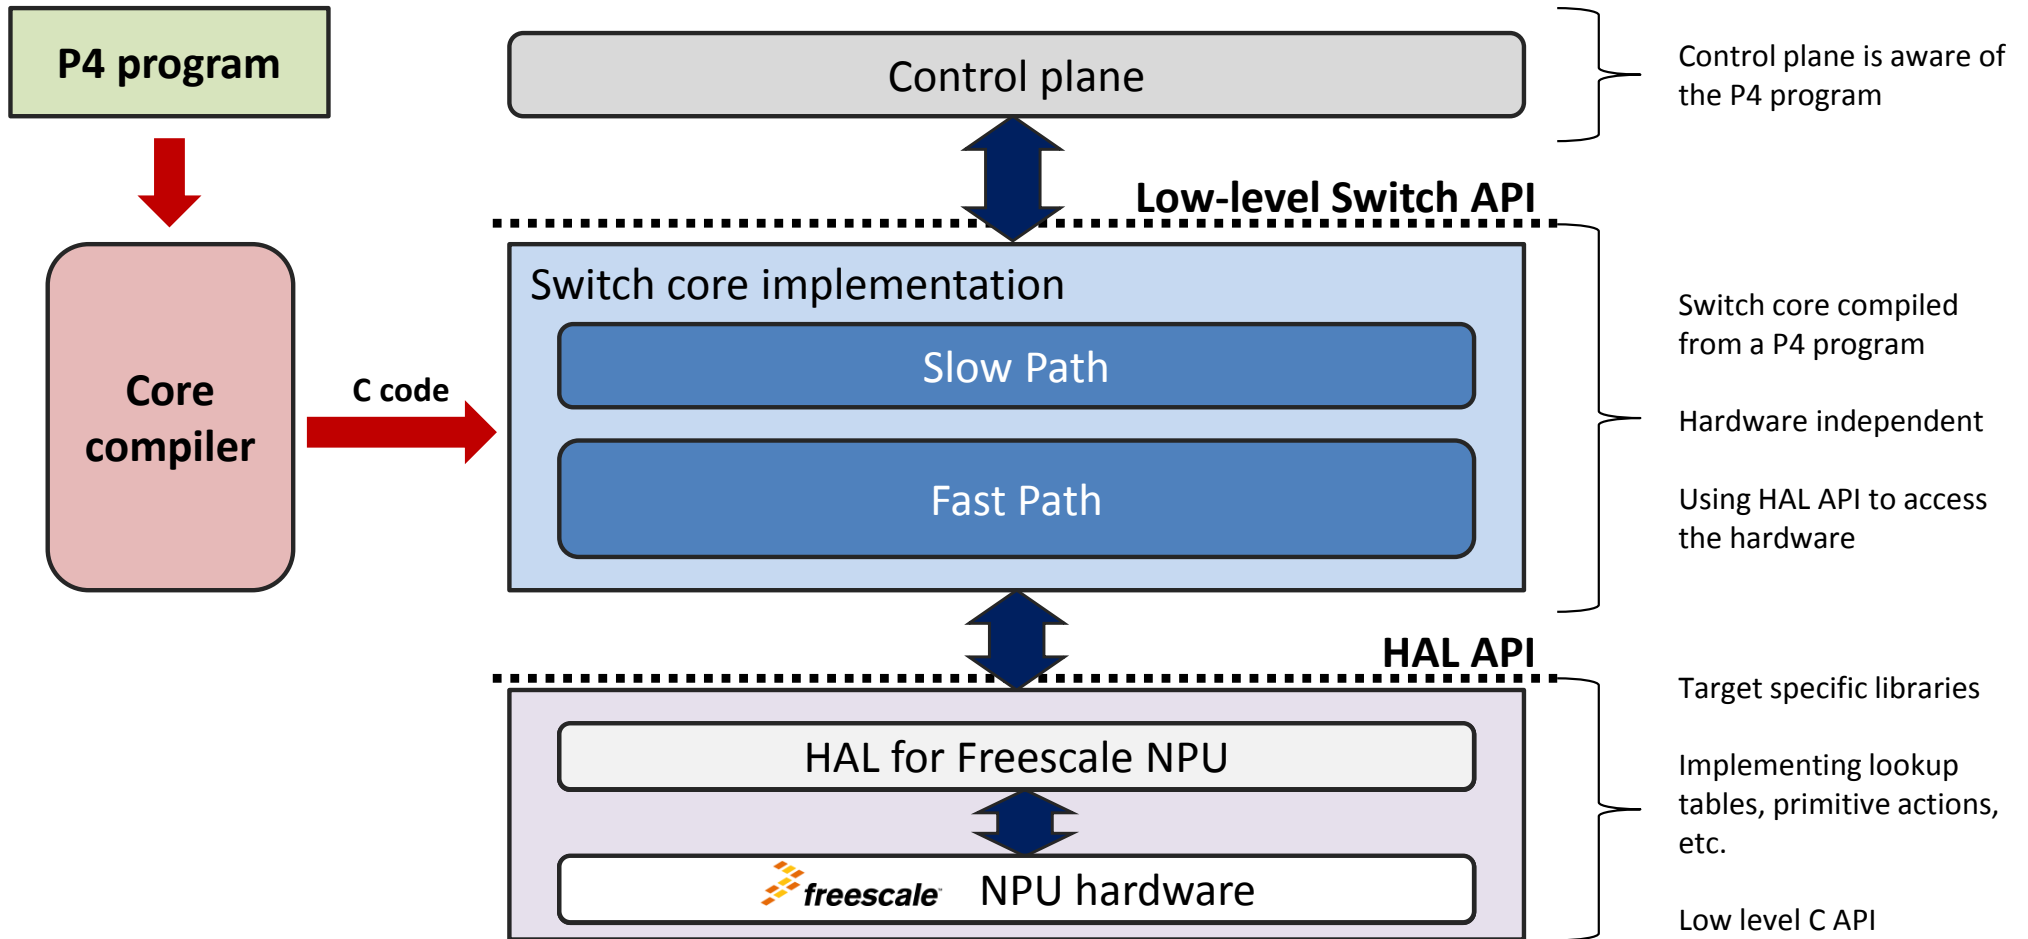 P4 program
Control plane
Control plane is aware of
the P4 program
Low-level Switch API
Core
compiler
C code
Switch core implementation
Slow Path
Fast Path
Switch core compiled
from a P4 program
Hardware independent
Using HAL API to access
the hardware
HAL API
HAL for Freescale NPU
freescale™ NPU hardware
Target specific libraries
Implementing lookup
tables, primitive actions,
etc.
Low level C API